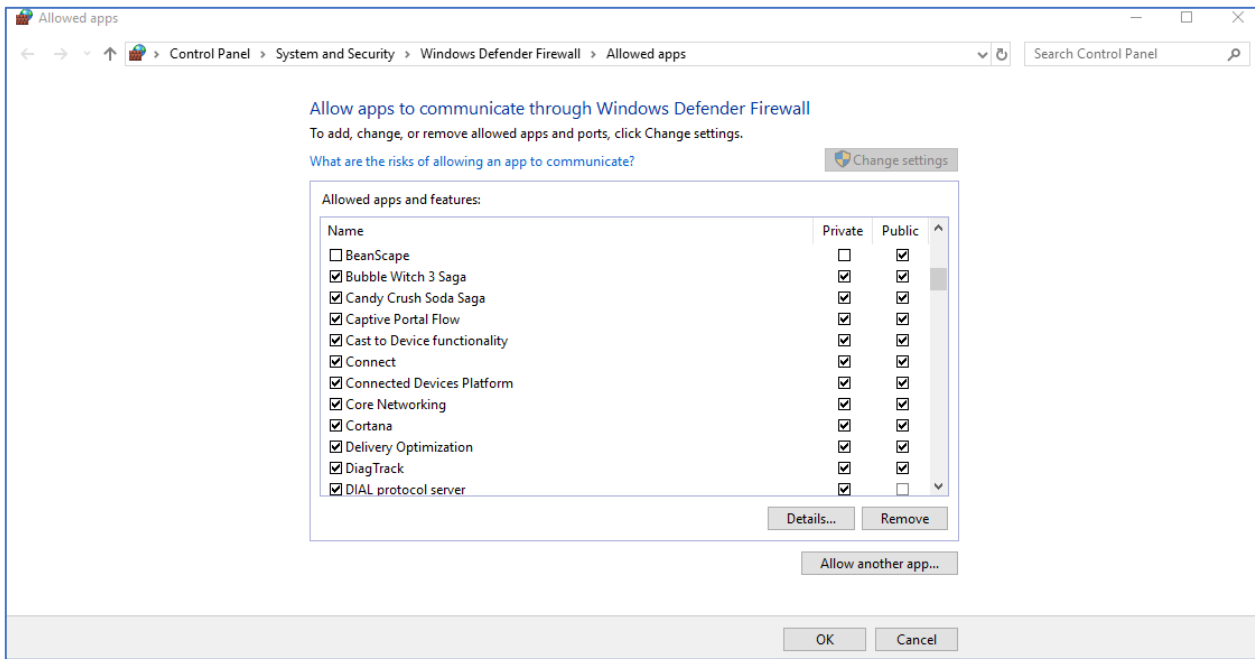 Allowed apps
Control Panel > System and Security > Windows Defender Firewall > Allowed apps
Search Control Panel
Allow apps to communicate through Windows Defender Firewall
To add, change, or remove allowed apps and ports, click Change settings.
What are the risks of allowing an app to communicate?
Change settings
Allowed apps and features:
Name Private Public
BeanScape
Bubble Witch 3 Saga
Candy Crush Soda Saga
Captive Portal Flow
Cast to Device functionality
Connect
Connected Devices Platform
Core Networking
Cortana
Delivery Optimization
DiagTrack
DIAL protocol server
Details... Remove
Allow another app...
OK Cancel